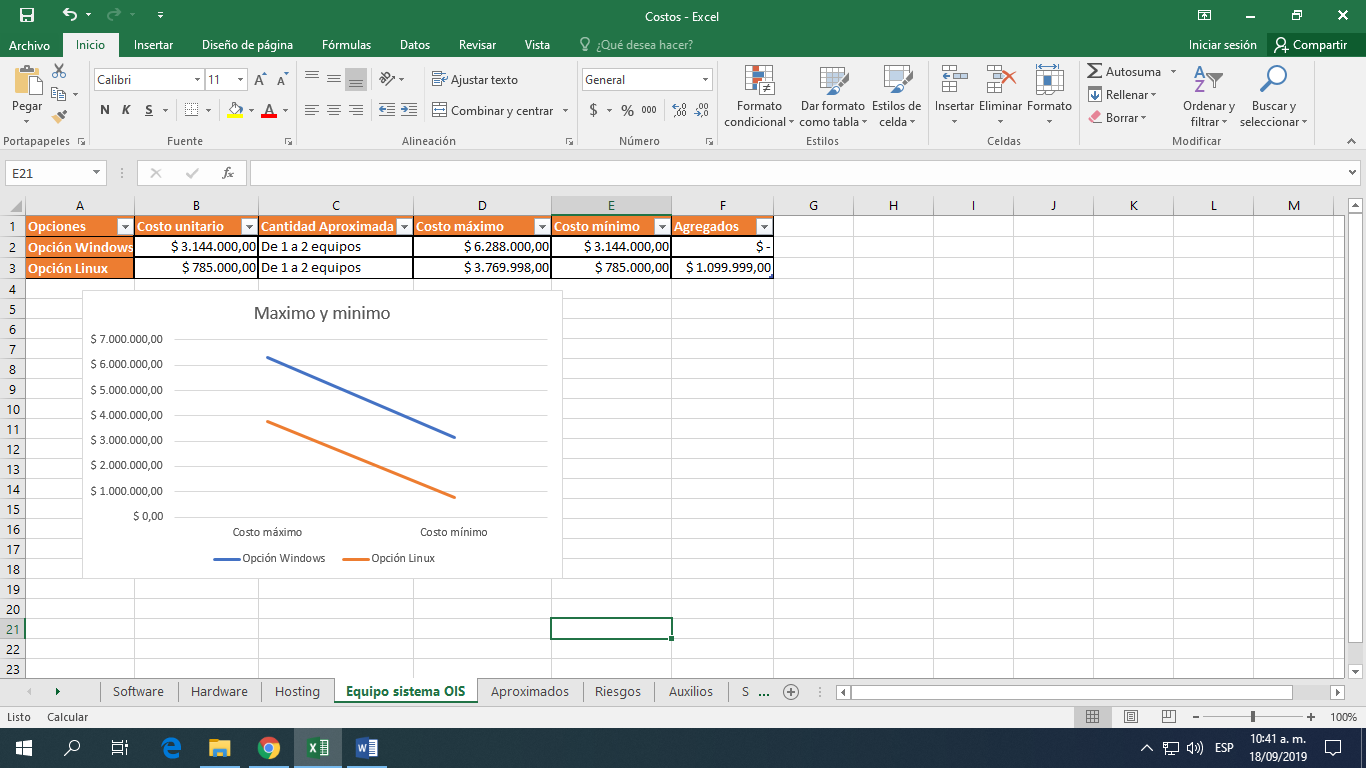 Costos - Excel
Archivo Inicio Insertar Diseño de página Fórmulas Datos Revisar Vista ¿Qué desea hacer? Iniciar sesión Compartir
Pegar
Calibri 11
N K S
Ajustar texto
Combinar y centrar
General
$ % 000
Formato condicional
Dar formato como tabla
Estilos de celda
Insertar Eliminar Formato
Autosuma
Rellenar
Borrar
Ordenar y filtrar
Buscar y seleccionar
Portapapeles Fuente Alineación Número Estilos Celdas Modificar
E21 fx
A B C D E F G H I J K L M
1 Opciones Costo unitario Cantidad Aproximada Costo máximo Costo mínimo Agregados
2 Opción Windows $ 3.144.000,00 De 1 a 2 equipos $ 6.288.000,00 $ 3.144.000,00 $ -
3 Opción Linux $ 785.000,00 De 1 a 2 equipos $ 3.769.998,00 $ 785.000,00 $ 1.099.999,00
4
5
6
7
8
9
10
11
12
13
14
15
16
17
18
19
20
21
22
23
Maximo y minimo
$ 7.000.000,00
$ 6.000.000,00
$ 5.000.000,00
$ 4.000.000,00
$ 3.000.000,00
$ 2.000.000,00
$ 1.000.000,00
$ 0,00
Costo máximo Costo mínimo
Opción Windows Opción Linux
Software Hardware Hosting Equipo sistema OIS Aproximados Riesgos Auxilios S ...
Listo Calcular 100%
ESP
10:41 a. m.
18/09/2019